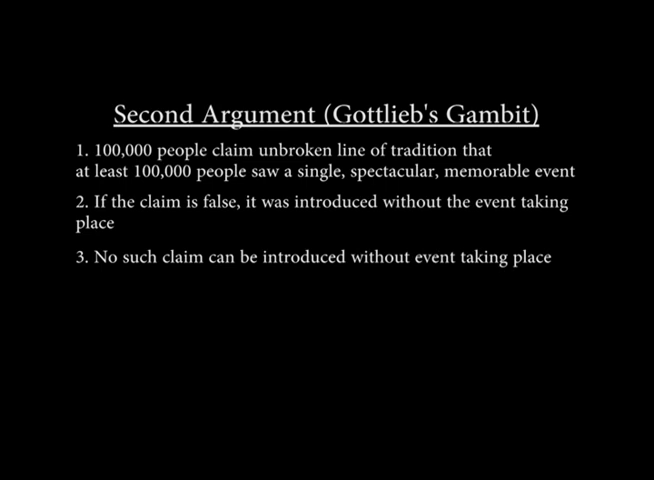 Second Argument (Gottlieb's Gambit)
1. 100,000 people claim unbroken line of tradition that
at least 100,000 people saw a single, spectacular, memorable event
2. If the claim is false, it was introduced without the event taking
place
3. No such claim can be introduced without event taking place